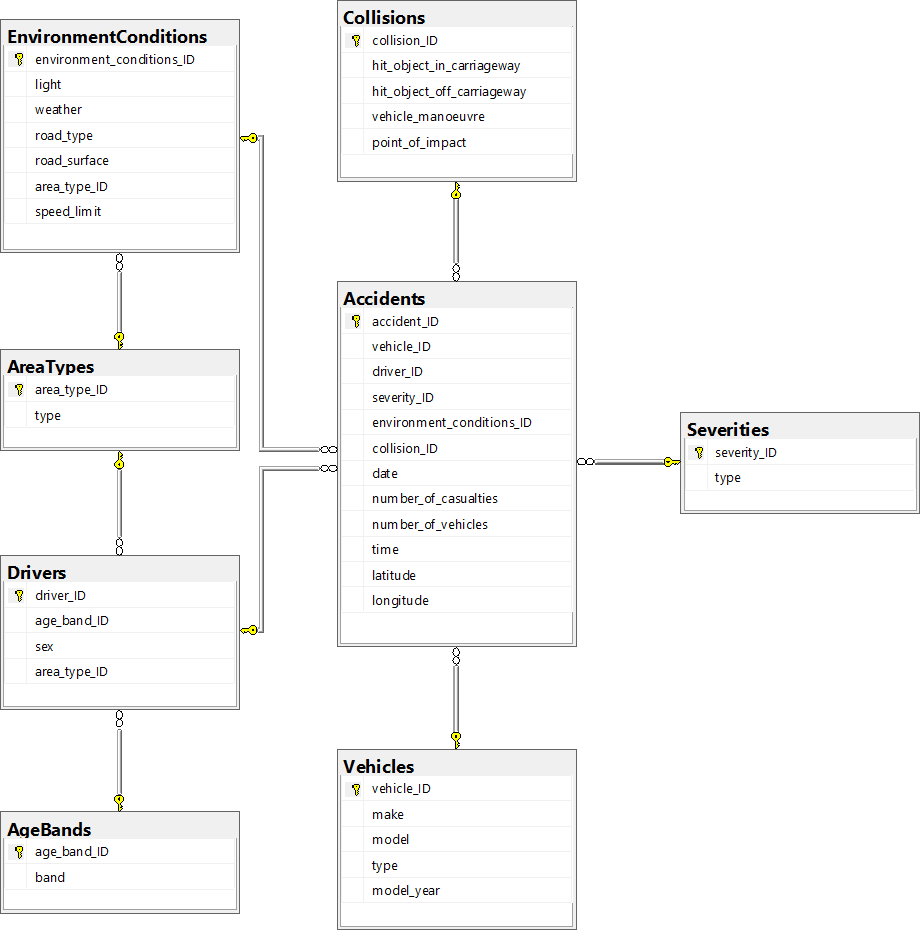 EnvironmentConditions
environment_conditions_ID
light
weather
road_type
road_surface
area_type_ID
speed_limit
Collisions
collision_ID
hit_object_in_carriageway
hit_object_off_carriageway
vehicle_manoeuvre
point_of_impact
AreaTypes
area_type_ID
type
Accidents
accident_ID
vehicle_ID
driver_ID
severity_ID
environment_conditions_ID
collision_ID
date
number_of_casualties
number_of_vehicles
time
latitude
longitude
Severities
severity_ID
type
Drivers
driver_ID
age_band_ID
sex
area_type_ID
AgeBands
age_band_ID
band
Vehicles
vehicle_ID
make
model
type
model_year